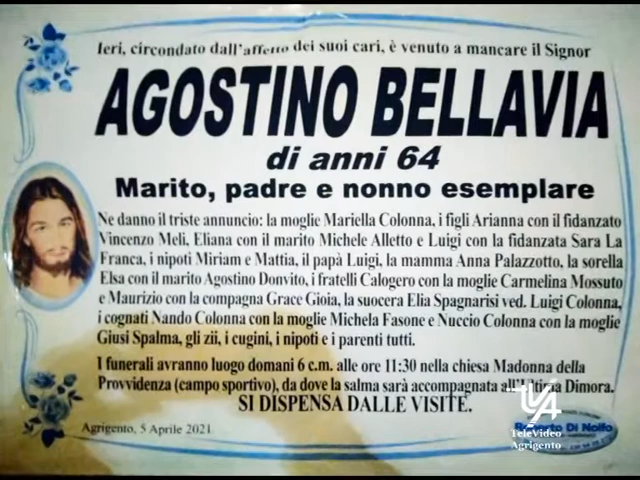 Ieri, circondato dall'affetto dei suoi cari, è venuto a mancare il Signor
AGOSTINO BELLAVIA
di anni 64
Marito, padre e nonno esemplare
Ne danno il triste annuncio: la moglie Mariella Colonna, i figli Arianna con il fidanzato
Vincenzo Meli, Eliana con il marito Michele Alletto e Luigi con la fidanzata Sara La
Franca, i nipoti Miriam e Mattia, il papà Luigi, la mamma Anna Palazzotto, la sorella
Elsa con il marito Agostino Donvito, i fratelli Calogero con la moglie Carmelina Mossuto
e Maurizio con la compagna Grace Gioia, la suocera Elia Spagnarisi ved. Luigi Colonna,
i cognati Nando Colonna con la moglie Michela Fasone e Nuccio Colonna con la moglie
Giusi Spalma, gli zii, i cugini, i nipoti e i parenti tutti.
I funerali avranno luogo domani 6 c.m. alle ore 11:30 nella chiesa Madonna della
Provvidenza (campo sportivo), da dove la salma sarà accompagnata all'Ultima Dimora.
SI DISPENSA DALLE VISITE.
Agrigento, 5 Aprile 2021
Roberto Di Nolfo
TVA
TeleVideo
Agrigento